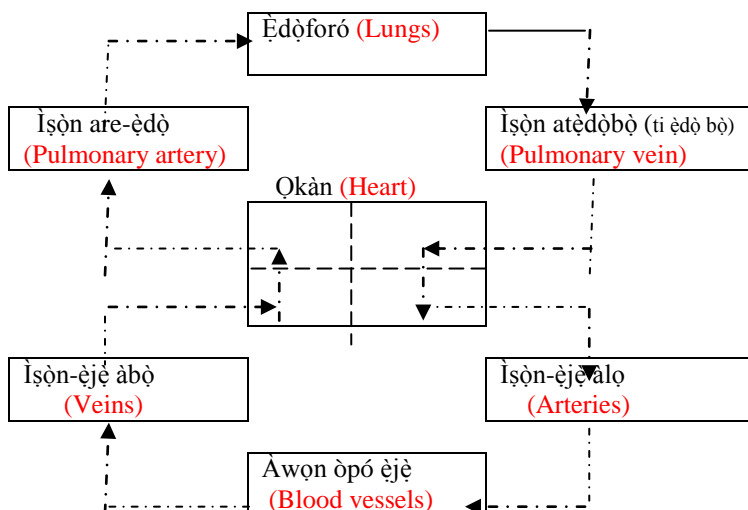 Ẹ̀dọ̀foró (Lungs)
Ìṣọ̀n are-ẹ̀dọ̀
(Pulmonary artery)
Ìṣọ̀n atẹ̀dọ̀bọ̀ (ti ẹ̀dọ̀ bọ̀)
(Pulmonary vein)
Ọkàn (Heart)
Ìṣọ̀n-ẹ̀jẹ̀ àbọ̀
(Veins)
Ìṣọ̀n-ẹ̀jẹ̀ àlọ
(Arteries)
Àwọn òpó ẹ̀jẹ̀
(Blood vessels)